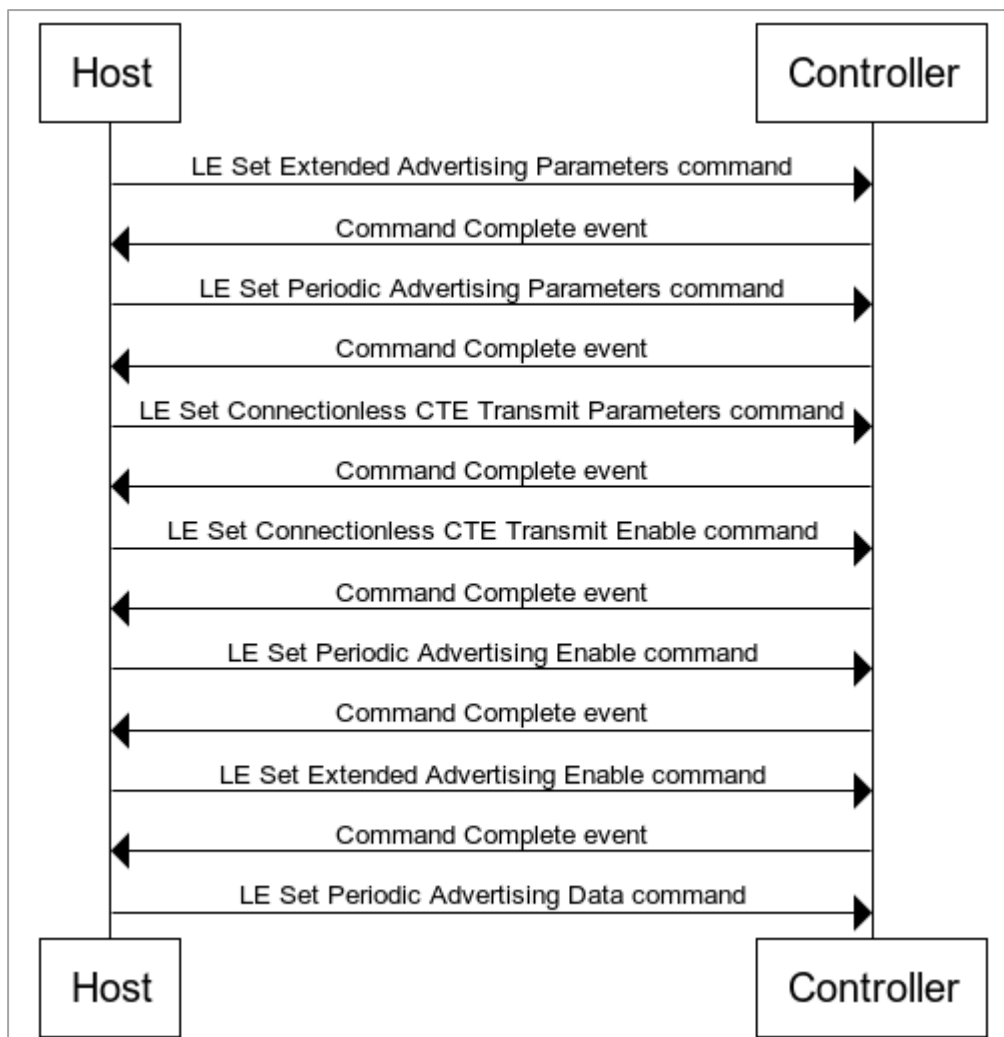 Host
Controller
LE Set Extended Advertising Parameters command
Command Complete event
LE Set Periodic Advertising Parameters command
Command Complete event
LE Set Connectionless CTE Transmit Parameters command
Command Complete event
LE Set Connectionless CTE Transmit Enable command
Command Complete event
LE Set Periodic Advertising Enable command
Command Complete event
LE Set Extended Advertising Enable command
Command Complete event
LE Set Periodic Advertising Data command
Host
Controller